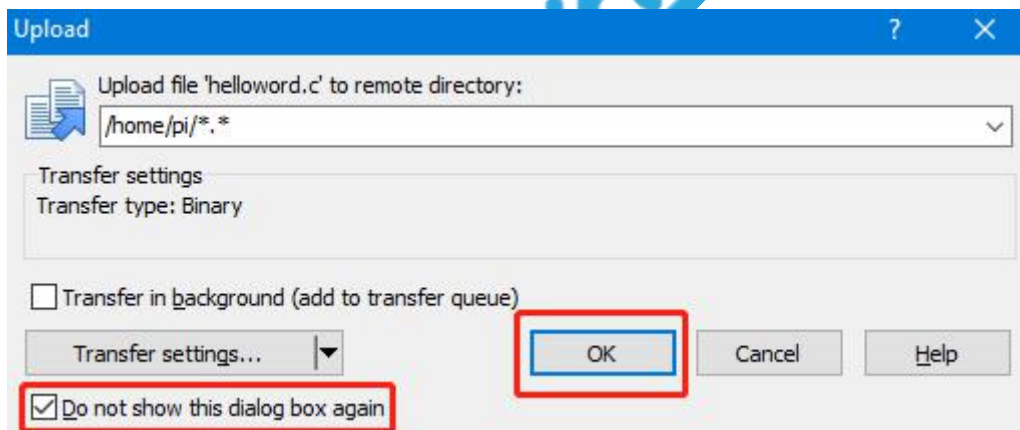 Upload
?
Upload file 'helloword.c' to remote directory:
/home/pi/*.*
Transfer settings
Transfer type: Binary
Transfer in background (add to transfer queue)
Transfer settings...
OK
Cancel
Help
Do not show this dialog box again